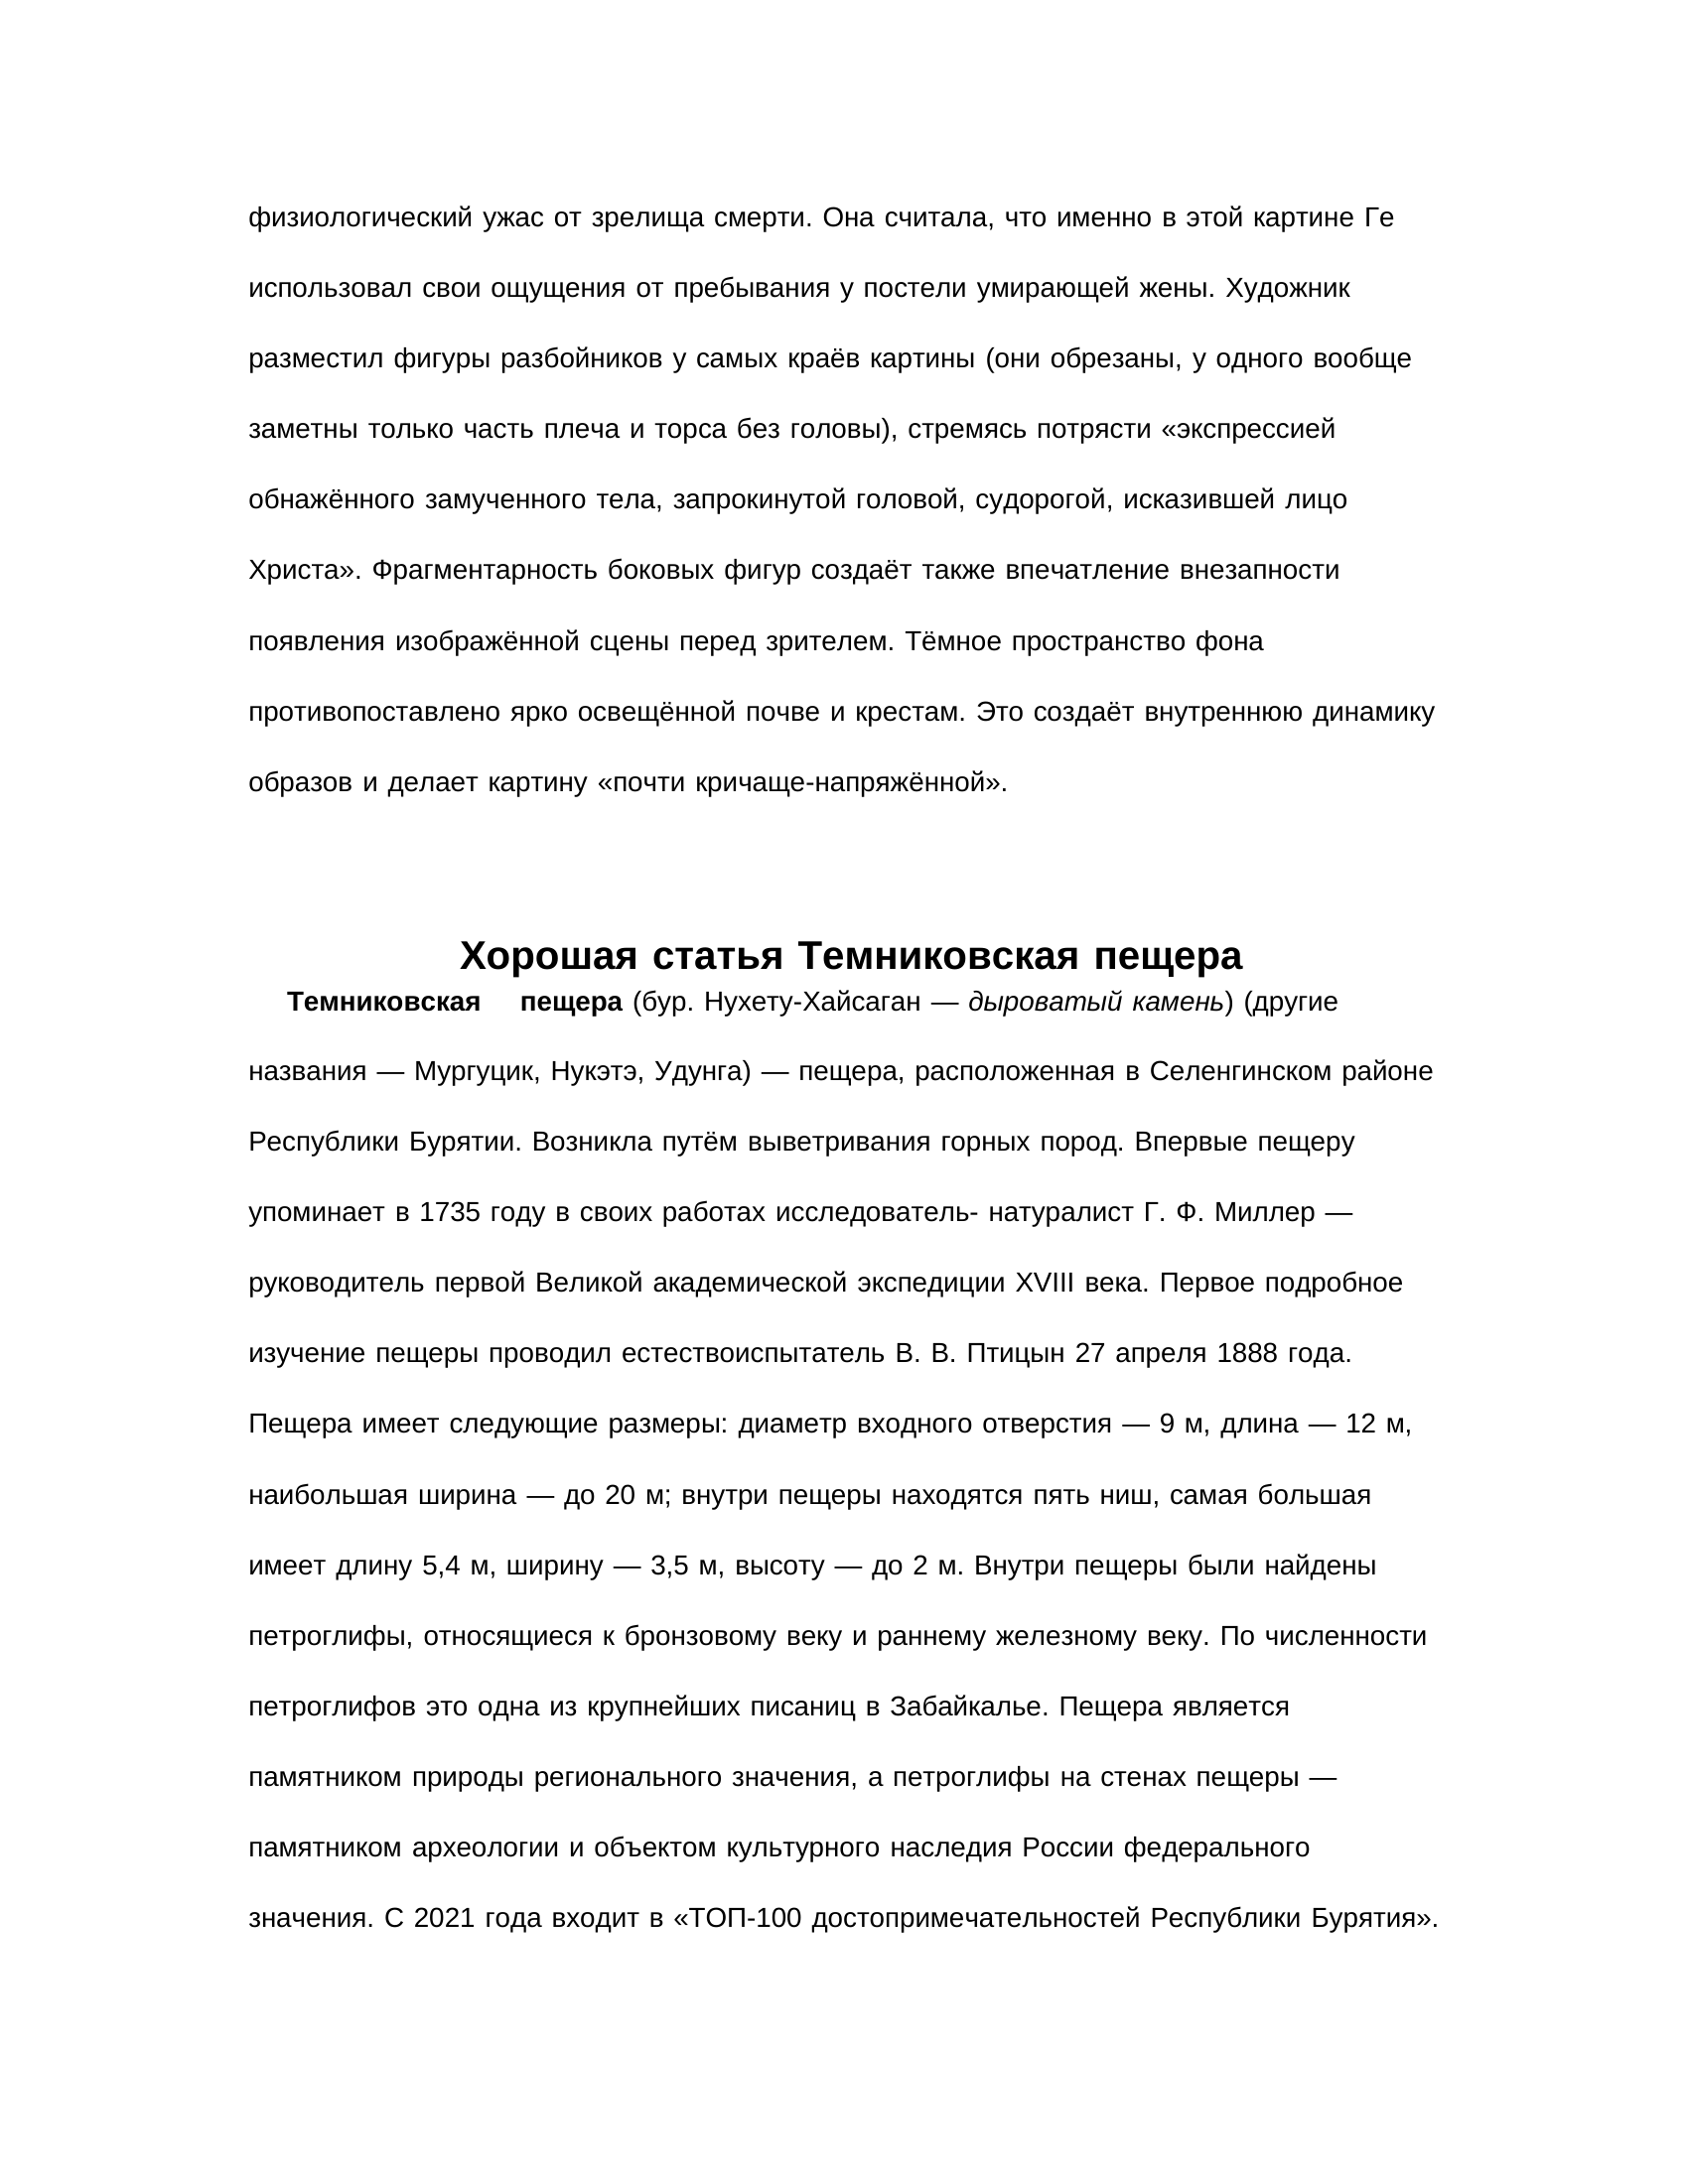 физиологический ужас от зрелища смерти. Она считала, что именно в этой картине Ге
использовал свои ощущения от пребывания у постели умирающей жены. Художник
разместил фигуры разбойников у самых краёв картины (они обрезаны, у одного вообще
заметны только часть плеча и торса без головы), стремясь потрясти «экспрессией
обнажённого замученного тела, запрокинутой головой, судорогой, исказившей лицо
Христа». Фрагментарность боковых фигур создаёт также впечатление внезапности
появления изображённой сцены перед зрителем. Тёмное пространство фона
противопоставлено ярко освещённой почве и крестам. Это создаёт внутреннюю динамику
образов и делает картину «почти кричаще-напряжённой».
Хорошая статья Темниковская пещера
Темниковская пещера (бур. Нухету-Хайсаган — дыроватый камень) (другие
названия — Мургуцик, Нукэтэ, Удунга) — пещера, расположенная в Селенгинском районе
Республики Бурятии. Возникла путём выветривания горных пород. Впервые пещеру
упоминает в 1735 году в своих работах исследователь- натуралист Г. Ф. Миллер —
руководитель первой Великой академической экспедиции XVIII века. Первое подробное
изучение пещеры проводил естествоиспытатель В. В. Птицын 27 апреля 1888 года.
Пещера имеет следующие размеры: диаметр входного отверстия — 9 м, длина — 12 м,
наибольшая ширина — до 20 м; внутри пещеры находятся пять ниш, самая большая
имеет длину 5,4 м, ширину — 3,5 м, высоту — до 2 м. Внутри пещеры были найдены
петроглифы, относящиеся к бронзовому веку и раннему железному веку. По численности
петроглифов это одна из крупнейших писаниц в Забайкалье. Пещера является
памятником природы регионального значения, а петроглифы на стенах пещеры —
памятником археологии и объектом культурного наследия России федерального
значения. С 2021 года входит в «ТОП-100 достопримечательностей Республики Бурятия».